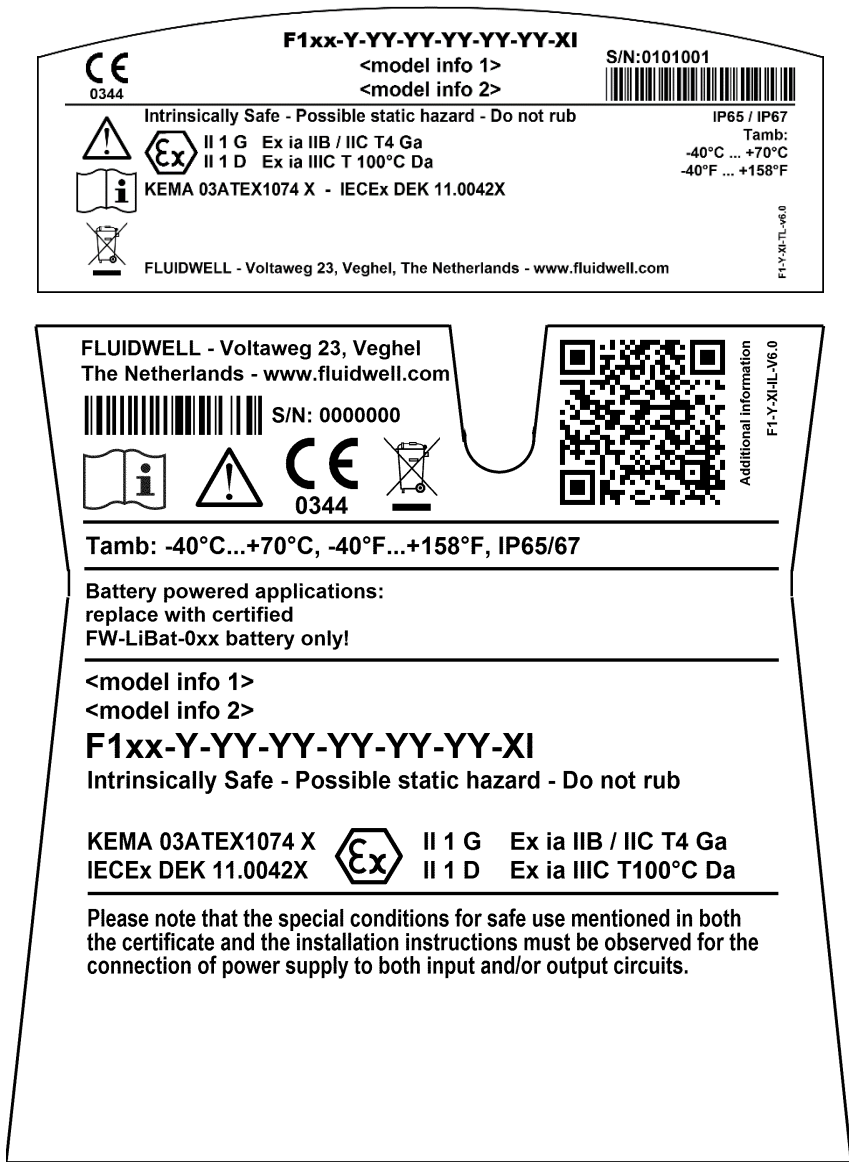 F1xx-Y-YY-YY-YY-YY-YY-XI
<model info 1>
<model info 2>
S/N:0101001
CE
0344
Intrinsically Safe - Possible static hazard - Do not rub
Ex
II 1 G Ex ia IIB / IIC T4 Ga
II 1 D Ex ia IIIC T 100°C Da
KEMA 03ATEX1074 X - IECEx DEK 11.0042X
IP65 / IP67
Tamb:
-40°C ... +70°C
-40°F ... +158°F
i
FLUIDWELL - Voltaweg 23, Veghel, The Netherlands - www.fluidwell.com
F1-Y-XI-TL-v6.0
FLUIDWELL - Voltaweg 23, Veghel
The Netherlands - www.fluidwell.com
S/N: 0000000
i
CE
0344
Additional information
F1-Y-XI-IL-V6.0
Tamb: -40°C...+70°C, -40°F...+158°F, IP65/67
Battery powered applications:
replace with certified
FW-LiBat-0xx battery only!
<model info 1>
<model info 2>
F1xx-Y-YY-YY-YY-YY-YY-XI
Intrinsically Safe - Possible static hazard - Do not rub
KEMA 03ATEX1074 X
IECEx DEK 11.0042X
Ex
II 1 G Ex ia IIB / IIC T4 Ga
II 1 D Ex ia IIIC T100°C Da
Please note that the special conditions for safe use mentioned in both
the certificate and the installation instructions must be observed for the
connection of power supply to both input and/or output circuits.